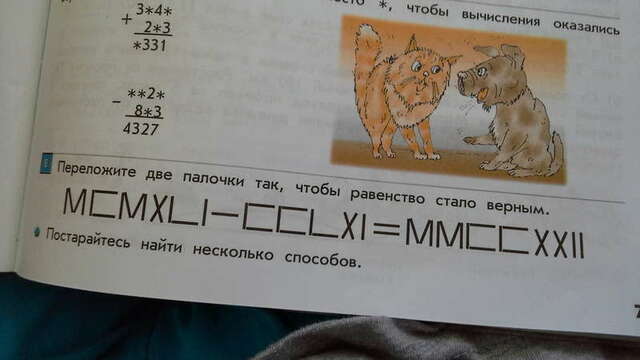 *, чтобы вычисления оказались
3*4*
+ 2*3
*331
**2*
− 8*3
4327
Переложите две палочки так, чтобы равенство стало верным.
MCMXLI−CCLXI=MMCCXXII
Постарайтесь найти несколько способов.